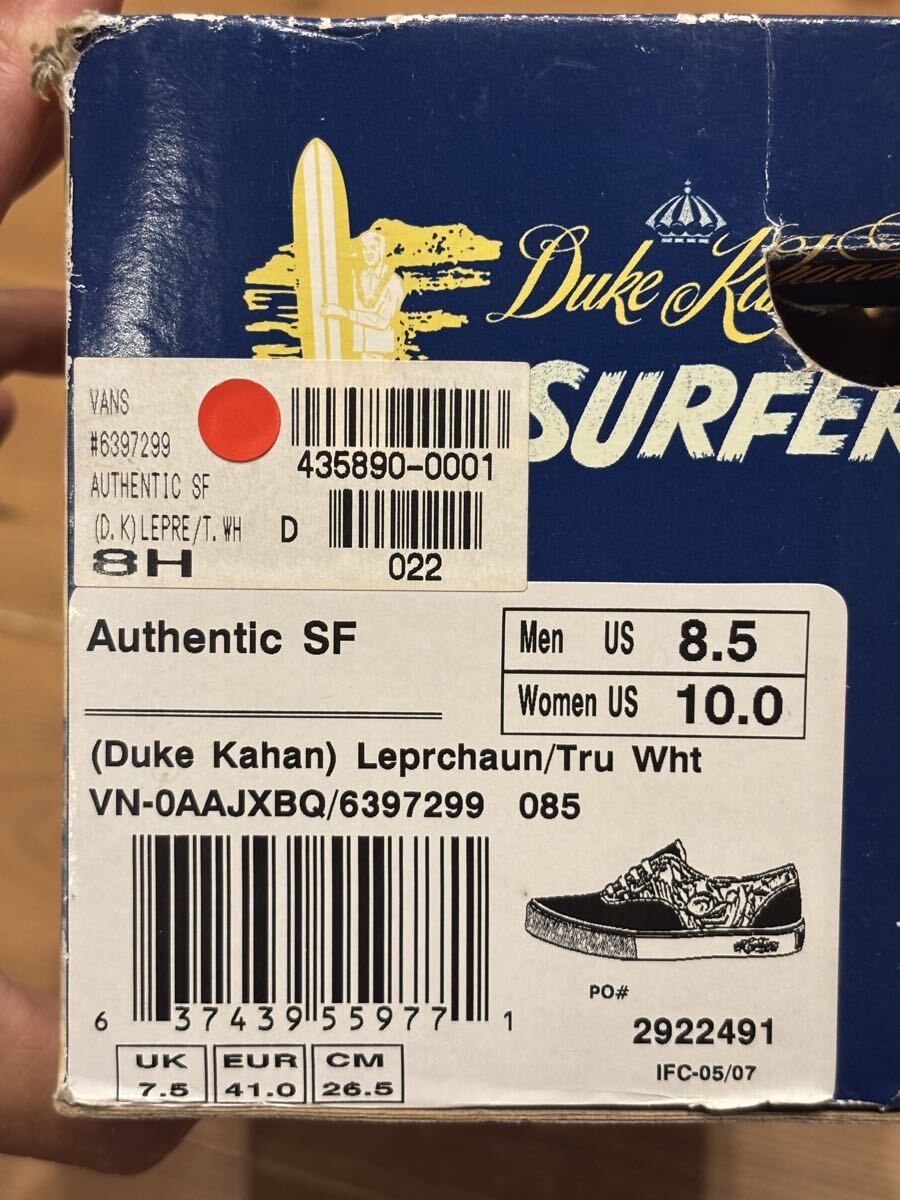 Duke
SURFER
VANS
#6397299
AUTHENTIC SF
(D.K)LEPRE/T.WH
8H
435890-0001
D
022
Authentic SF
Men US 8.5
Women US 10.0
(Duke Kahan) Leprchaun/Tru Wht
VN-0AAJXBQ/6397299 085
6 37439 55977 1
PO#
2922491
IFC-05/07
UK 7.5
EUR 41.0
CM 26.5